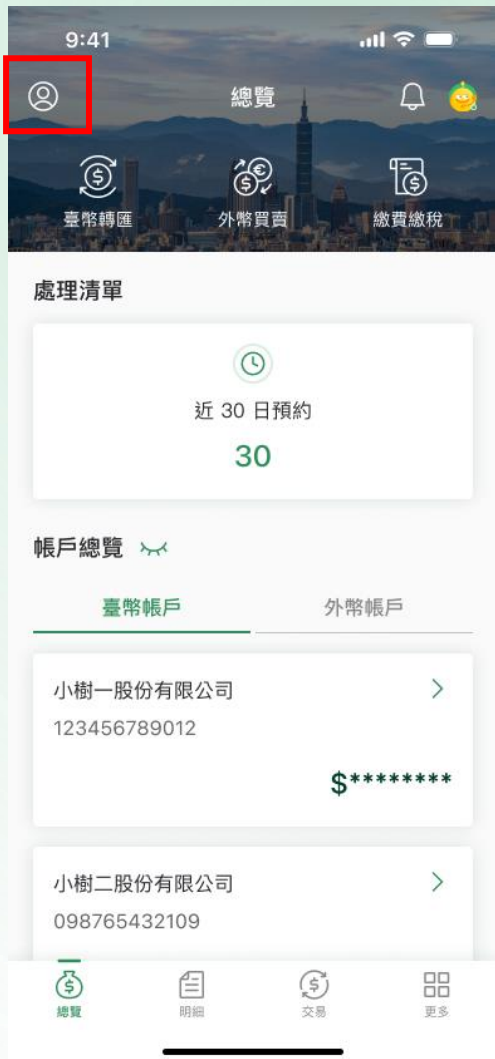 9:41
總覽
臺幣轉匯 外幣買賣 繳費繳稅
處理清單
近 30 日預約
30
帳戶總覽
臺幣帳戶 外幣帳戶
小樹一股份有限公司
123456789012
$********
小樹二股份有限公司
098765432109
總覽 明細 交易 更多